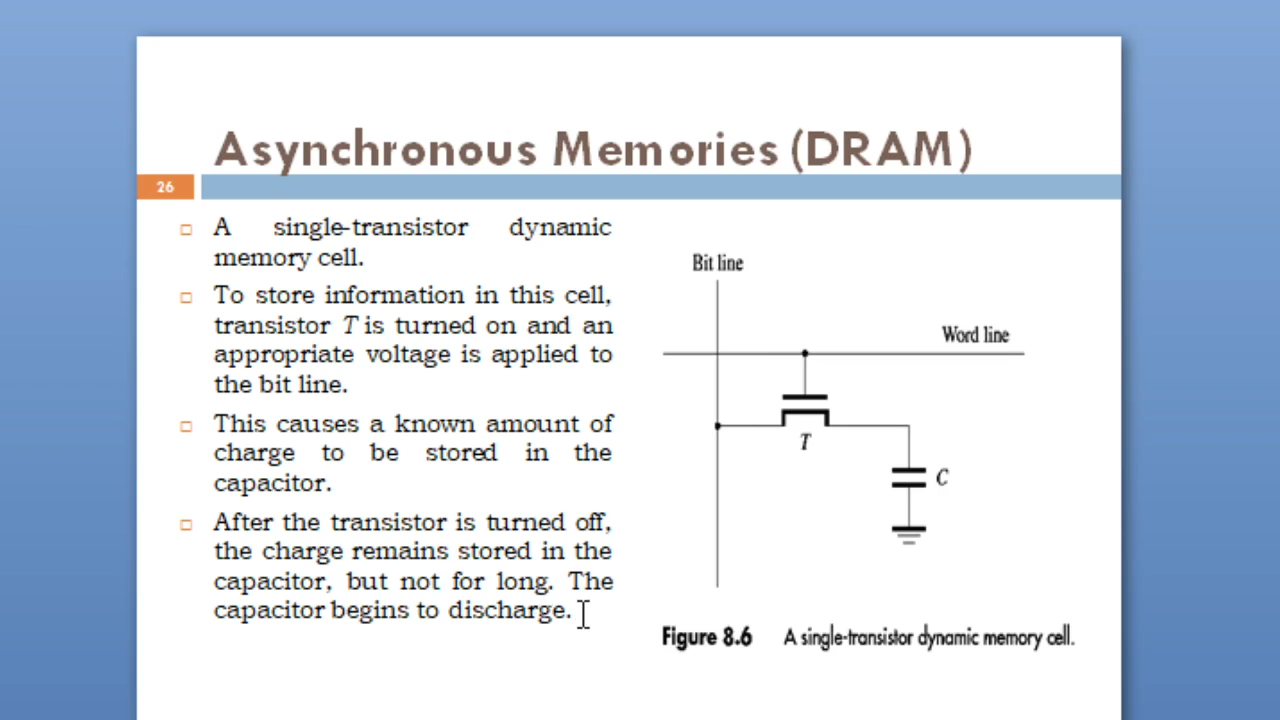 Asynchronous Memories (DRAM)
26
A single-transistor dynamic
memory cell.
To store information in this cell,
transistor T is turned on and an
appropriate voltage is applied to
the bit line.
This causes a known amount of
charge to be stored in the
capacitor.
After the transistor is turned off,
the charge remains stored in the
capacitor, but not for long. The
capacitor begins to discharge.
Bit line
Word line
T
C
Figure 8.6 A single-transistor dynamic memory cell.